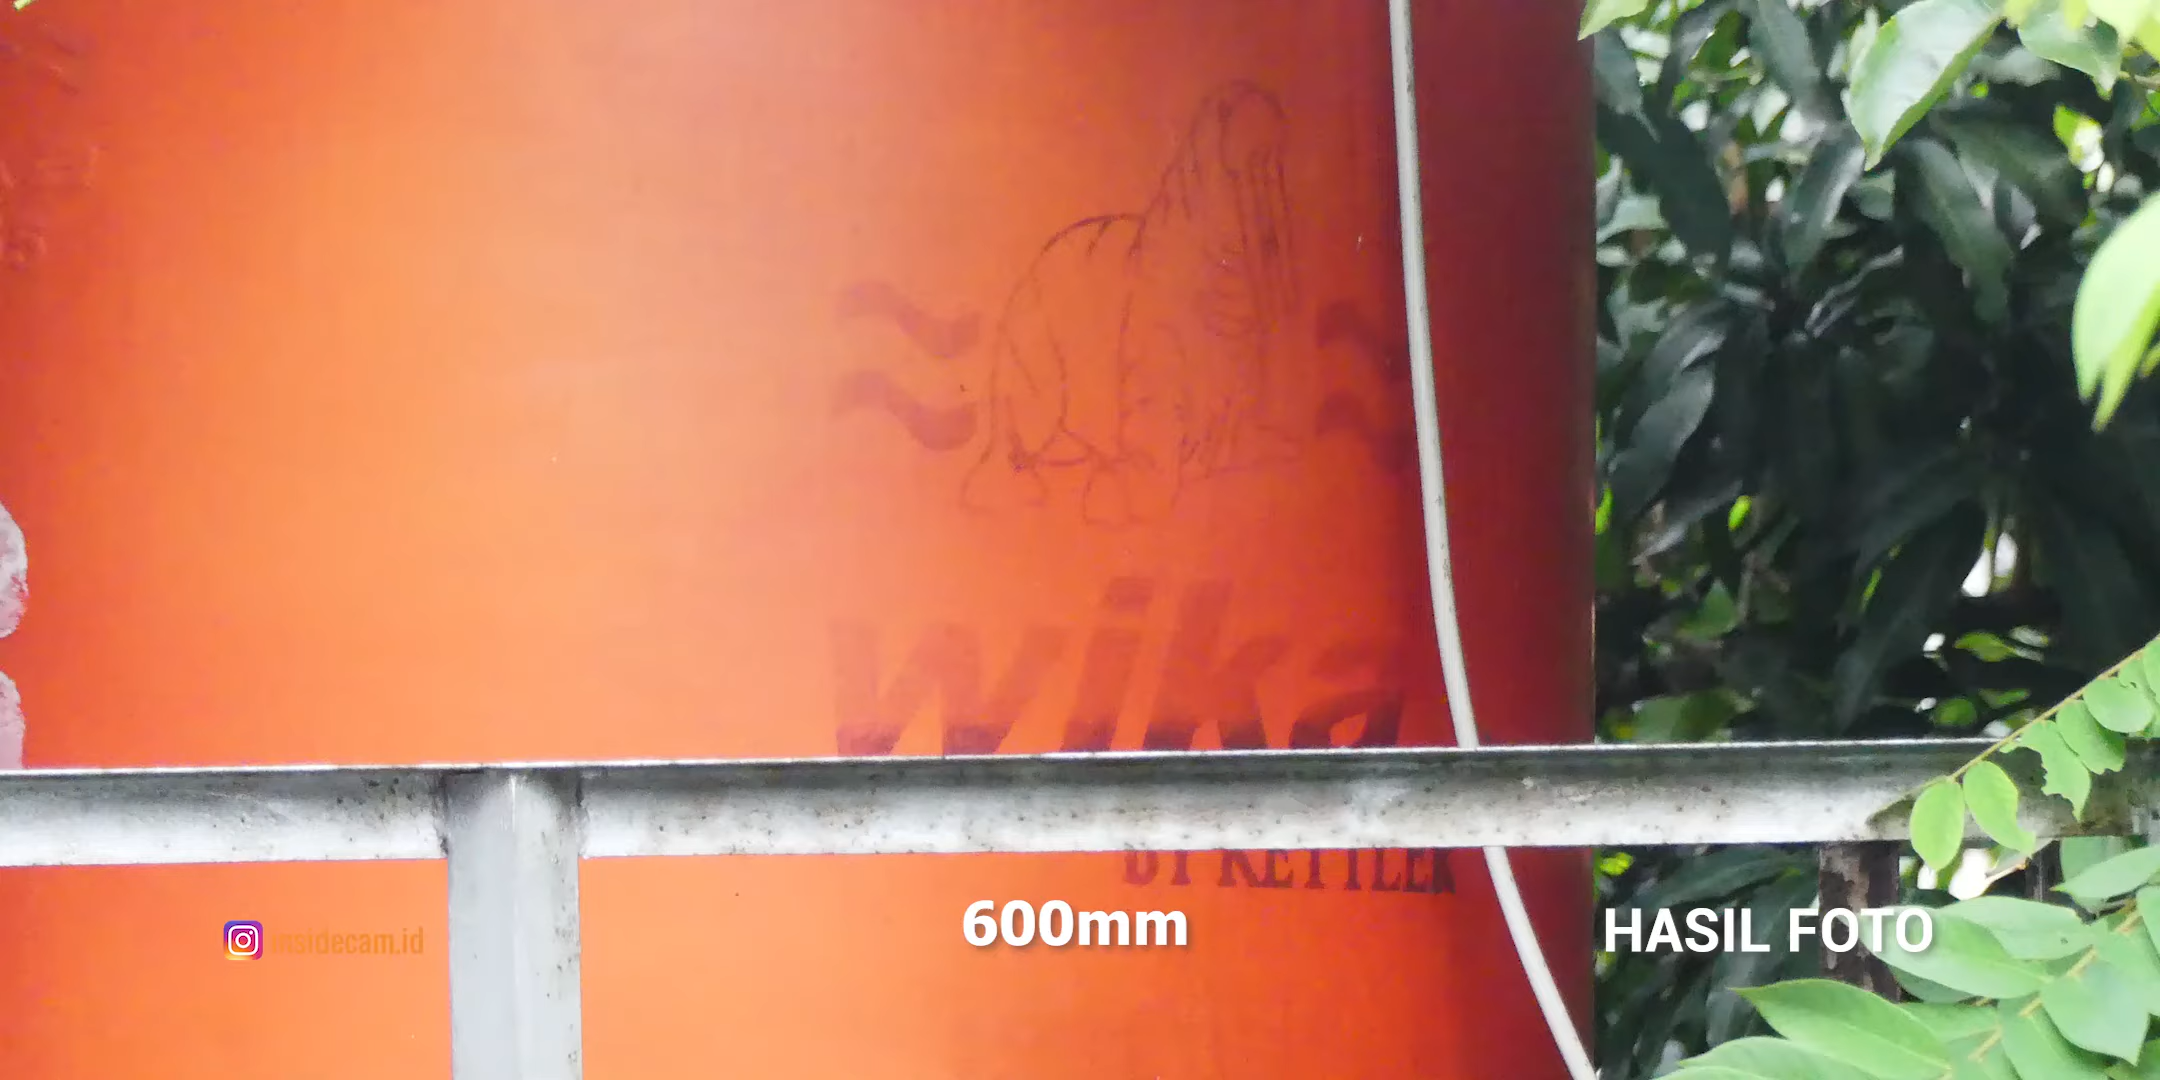 wika
BY KETTLER
600mm
HASIL FOTO
insidecam.id